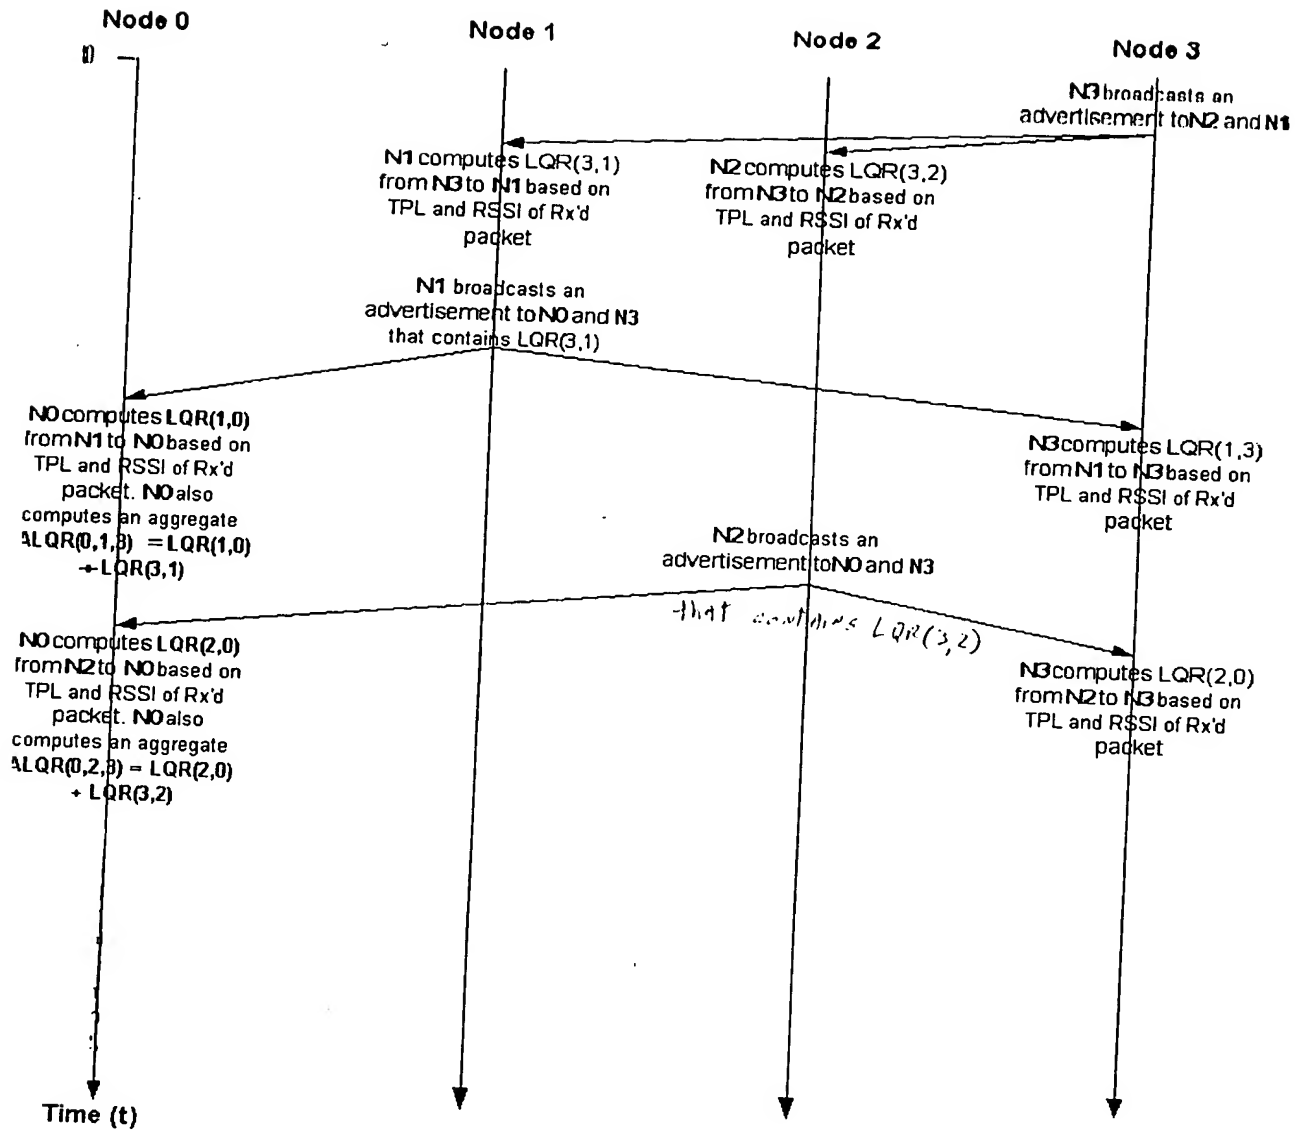 Node 0
Node 1
Node 2
Node 3
0
N3 broadcasts an
advertisement to N2 and N1
N1 computes LQR(3,1)
from N3 to N1 based on
TPL and RSSI of Rx'd
packet
N2 computes LQR(3,2)
from N3 to N2 based on
TPL and RSSI of Rx'd
packet
N1 broadcasts an
advertisement to N0 and N3
that contains LQR(3,1)
N0 computes LQR(1,0)
from N1 to N0 based on
TPL and RSSI of Rx'd
packet. N0 also
computes an aggregate
ALQR(0,1,3) = LQR(1,0)
+ LQR(3,1)
N3 computes LQR(1,3)
from N1 to N3 based on
TPL and RSSI of Rx'd
packet
N2 broadcasts an
advertisement to N0 and N3
that contains LQR(3,2)
N0 computes LQR(2,0)
from N2 to N0 based on
TPL and RSSI of Rx'd
packet. N0 also
computes an aggregate
ALQR(0,2,3) = LQR(2,0)
+ LQR(3,2)
N3 computes LQR(2,0)
from N2 to N3 based on
TPL and RSSI of Rx'd
packet
Time (t)